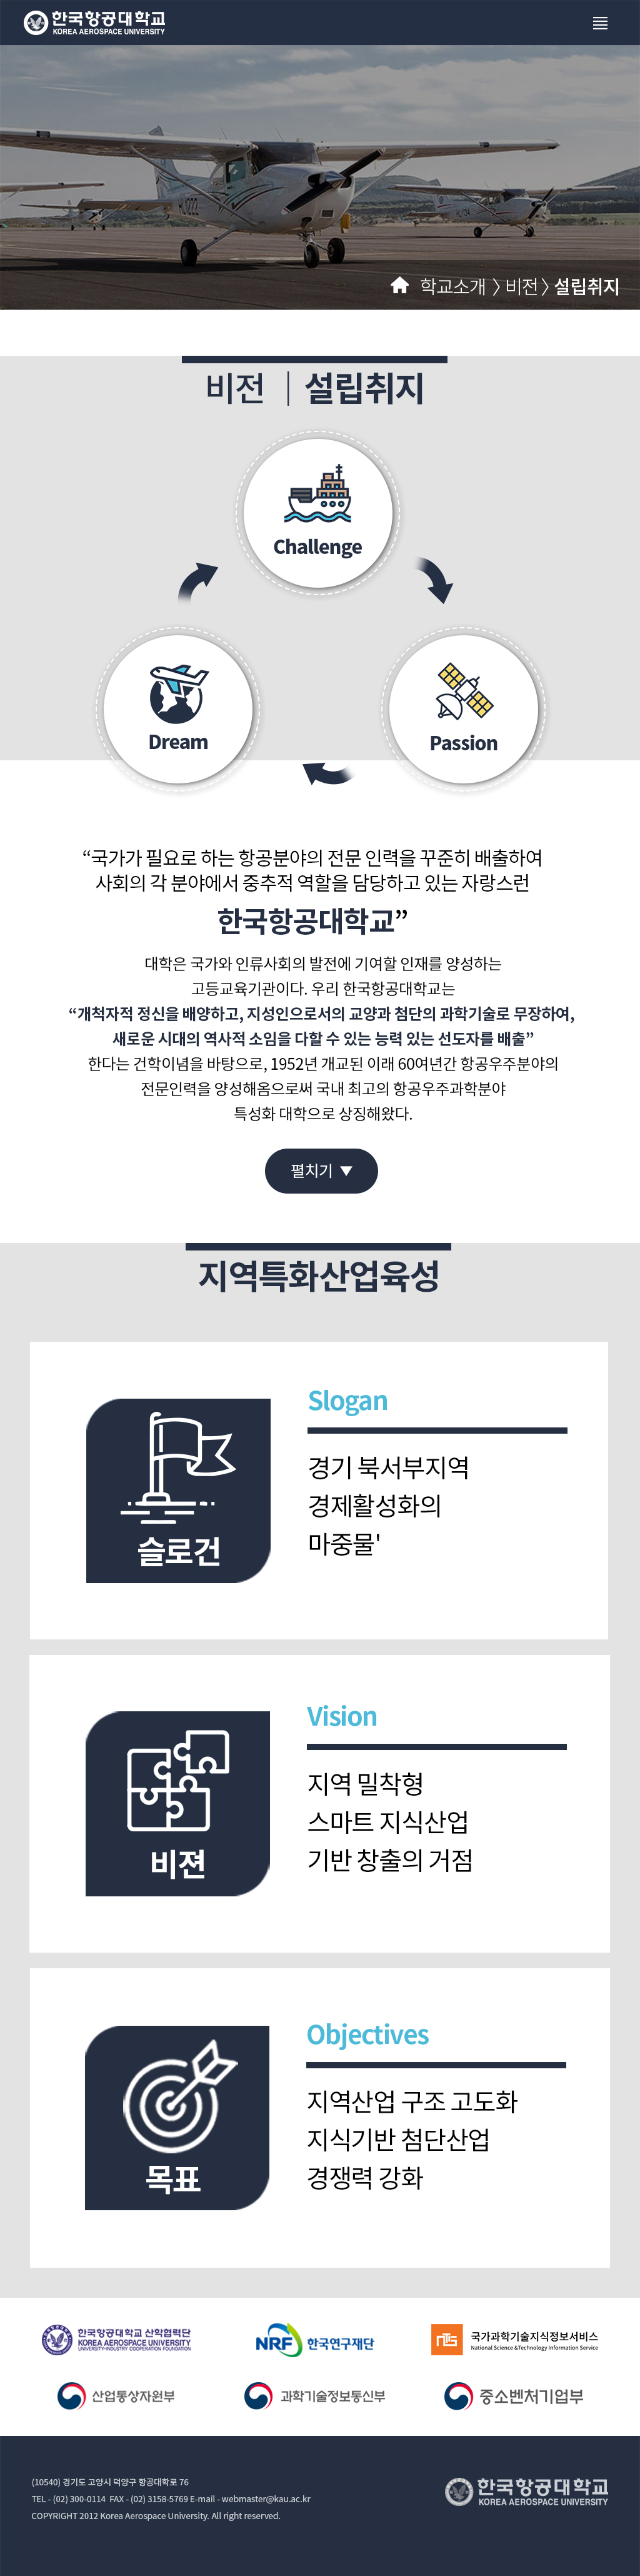 한국항공대학교
KOREA AEROSPACE UNIVERSITY
학교소개 〉비전〉설립취지
비전 | 설립취지
Challenge
Dream
Passion
“국가가 필요로 하는 항공분야의 전문 인력을 꾸준히 배출하여
사회의 각 분야에서 중추적 역할을 담당하고 있는 자랑스런
한국항공대학교”
대학은 국가와 인류사회의 발전에 기여할 인재를 양성하는
고등교육기관이다. 우리 한국항공대학교는
“개척자적 정신을 배양하고, 지성인으로서의 교양과 첨단의 과학기술로 무장하여,
새로운 시대의 역사적 소임을 다할 수 있는 능력 있는 선도자를 배출”
한다는 건학이념을 바탕으로, 1952년 개교된 이래 60여년간 항공우주분야의
전문인력을 양성해옴으로써 국내 최고의 항공우주과학분야
특성화 대학으로 상징해왔다.
펼치기 ▼
지역특화산업육성
슬로건
Slogan
경기 북서부지역
경제활성화의
마중물'
비젼
Vision
지역 밀착형
스마트 지식산업
기반 창출의 거점
목표
Objectives
지역산업 구조 고도화
지식기반 첨단산업
경쟁력 강화
한국항공대학교 산학협력단
KOREA AEROSPACE UNIVERSITY
UNIVERSITY-INDUSTRY COOPERATION FOUNDATION
NRF 한국연구재단
NTIS 국가과학기술지식정보서비스
National Science &Technology Information Service
산업통상자원부
과학기술정보통신부
중소벤처기업부
(10540) 경기도 고양시 덕양구 항공대학로 76
TEL - (02) 300-0114 FAX - (02) 3158-5769 E-mail - webmaster@kau.ac.kr
COPYRIGHT 2012 Korea Aerospace University. All right reserved.
한국항공대학교
KOREA AEROSPACE UNIVERSITY